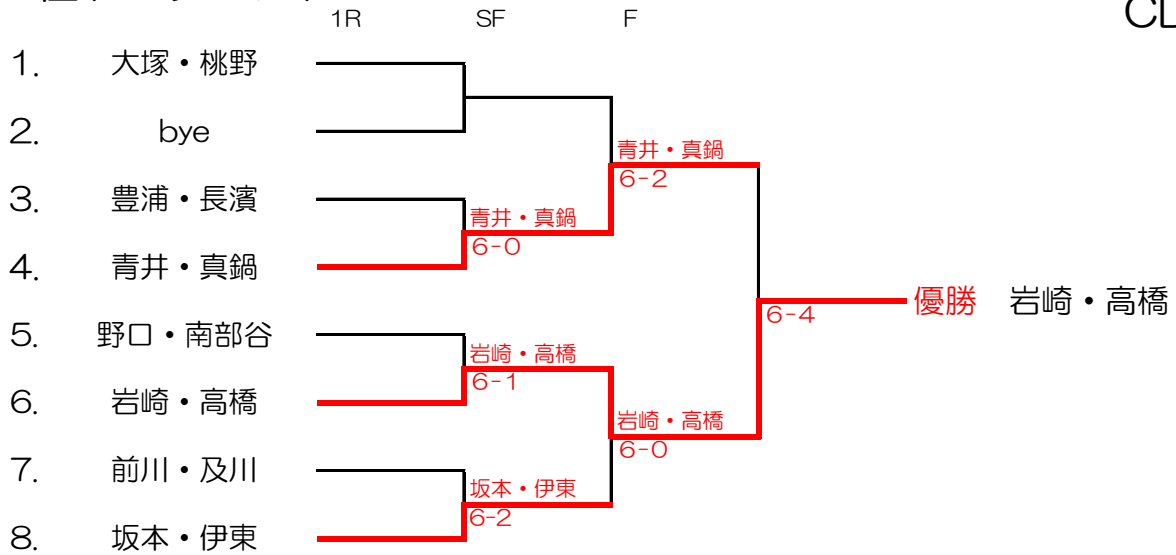 1R SF F
1. 大塚・桃野
2. bye
青井・真鍋
6-2
3. 豊浦・長濱
青井・真鍋
6-0
4. 青井・真鍋
優勝 岩崎・高橋
6-4
5. 野口・南部谷
岩崎・高橋
6-1
6. 岩崎・高橋
岩崎・高橋
6-0
7. 前川・及川
坂本・伊東
6-2
8. 坂本・伊東